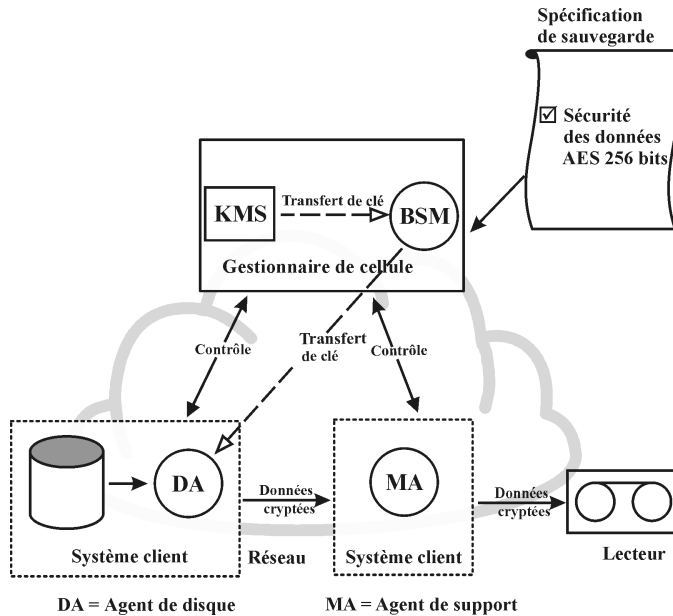 Spécification
de sauvegarde
Sécurité
des données
AES 256 bits
KMS
Transfert de clé
BSM
Gestionnaire de cellule
Contrôle
Transfert
de clé
Contrôle
DA
Données
cryptées
MA
Données
cryptées
Système client
Réseau
Système client
Lecteur
DA = Agent de disque
MA = Agent de support